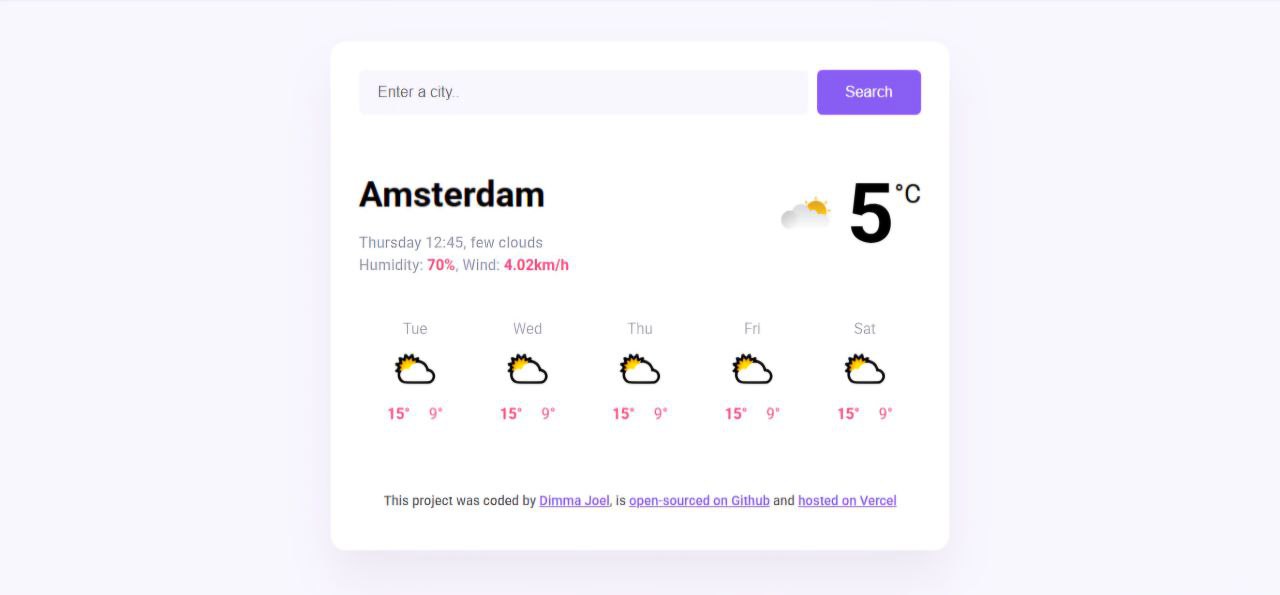 Enter a city..
Search
Amsterdam
5 °C
Thursday 12:45, few clouds
Humidity: 70%, Wind: 4.02km/h
Tue Wed Thu Fri Sat
15° 9° 15° 9° 15° 9° 15° 9° 15° 9°
This project was coded by Dimma Joel, is open-sourced on Github and hosted on Vercel